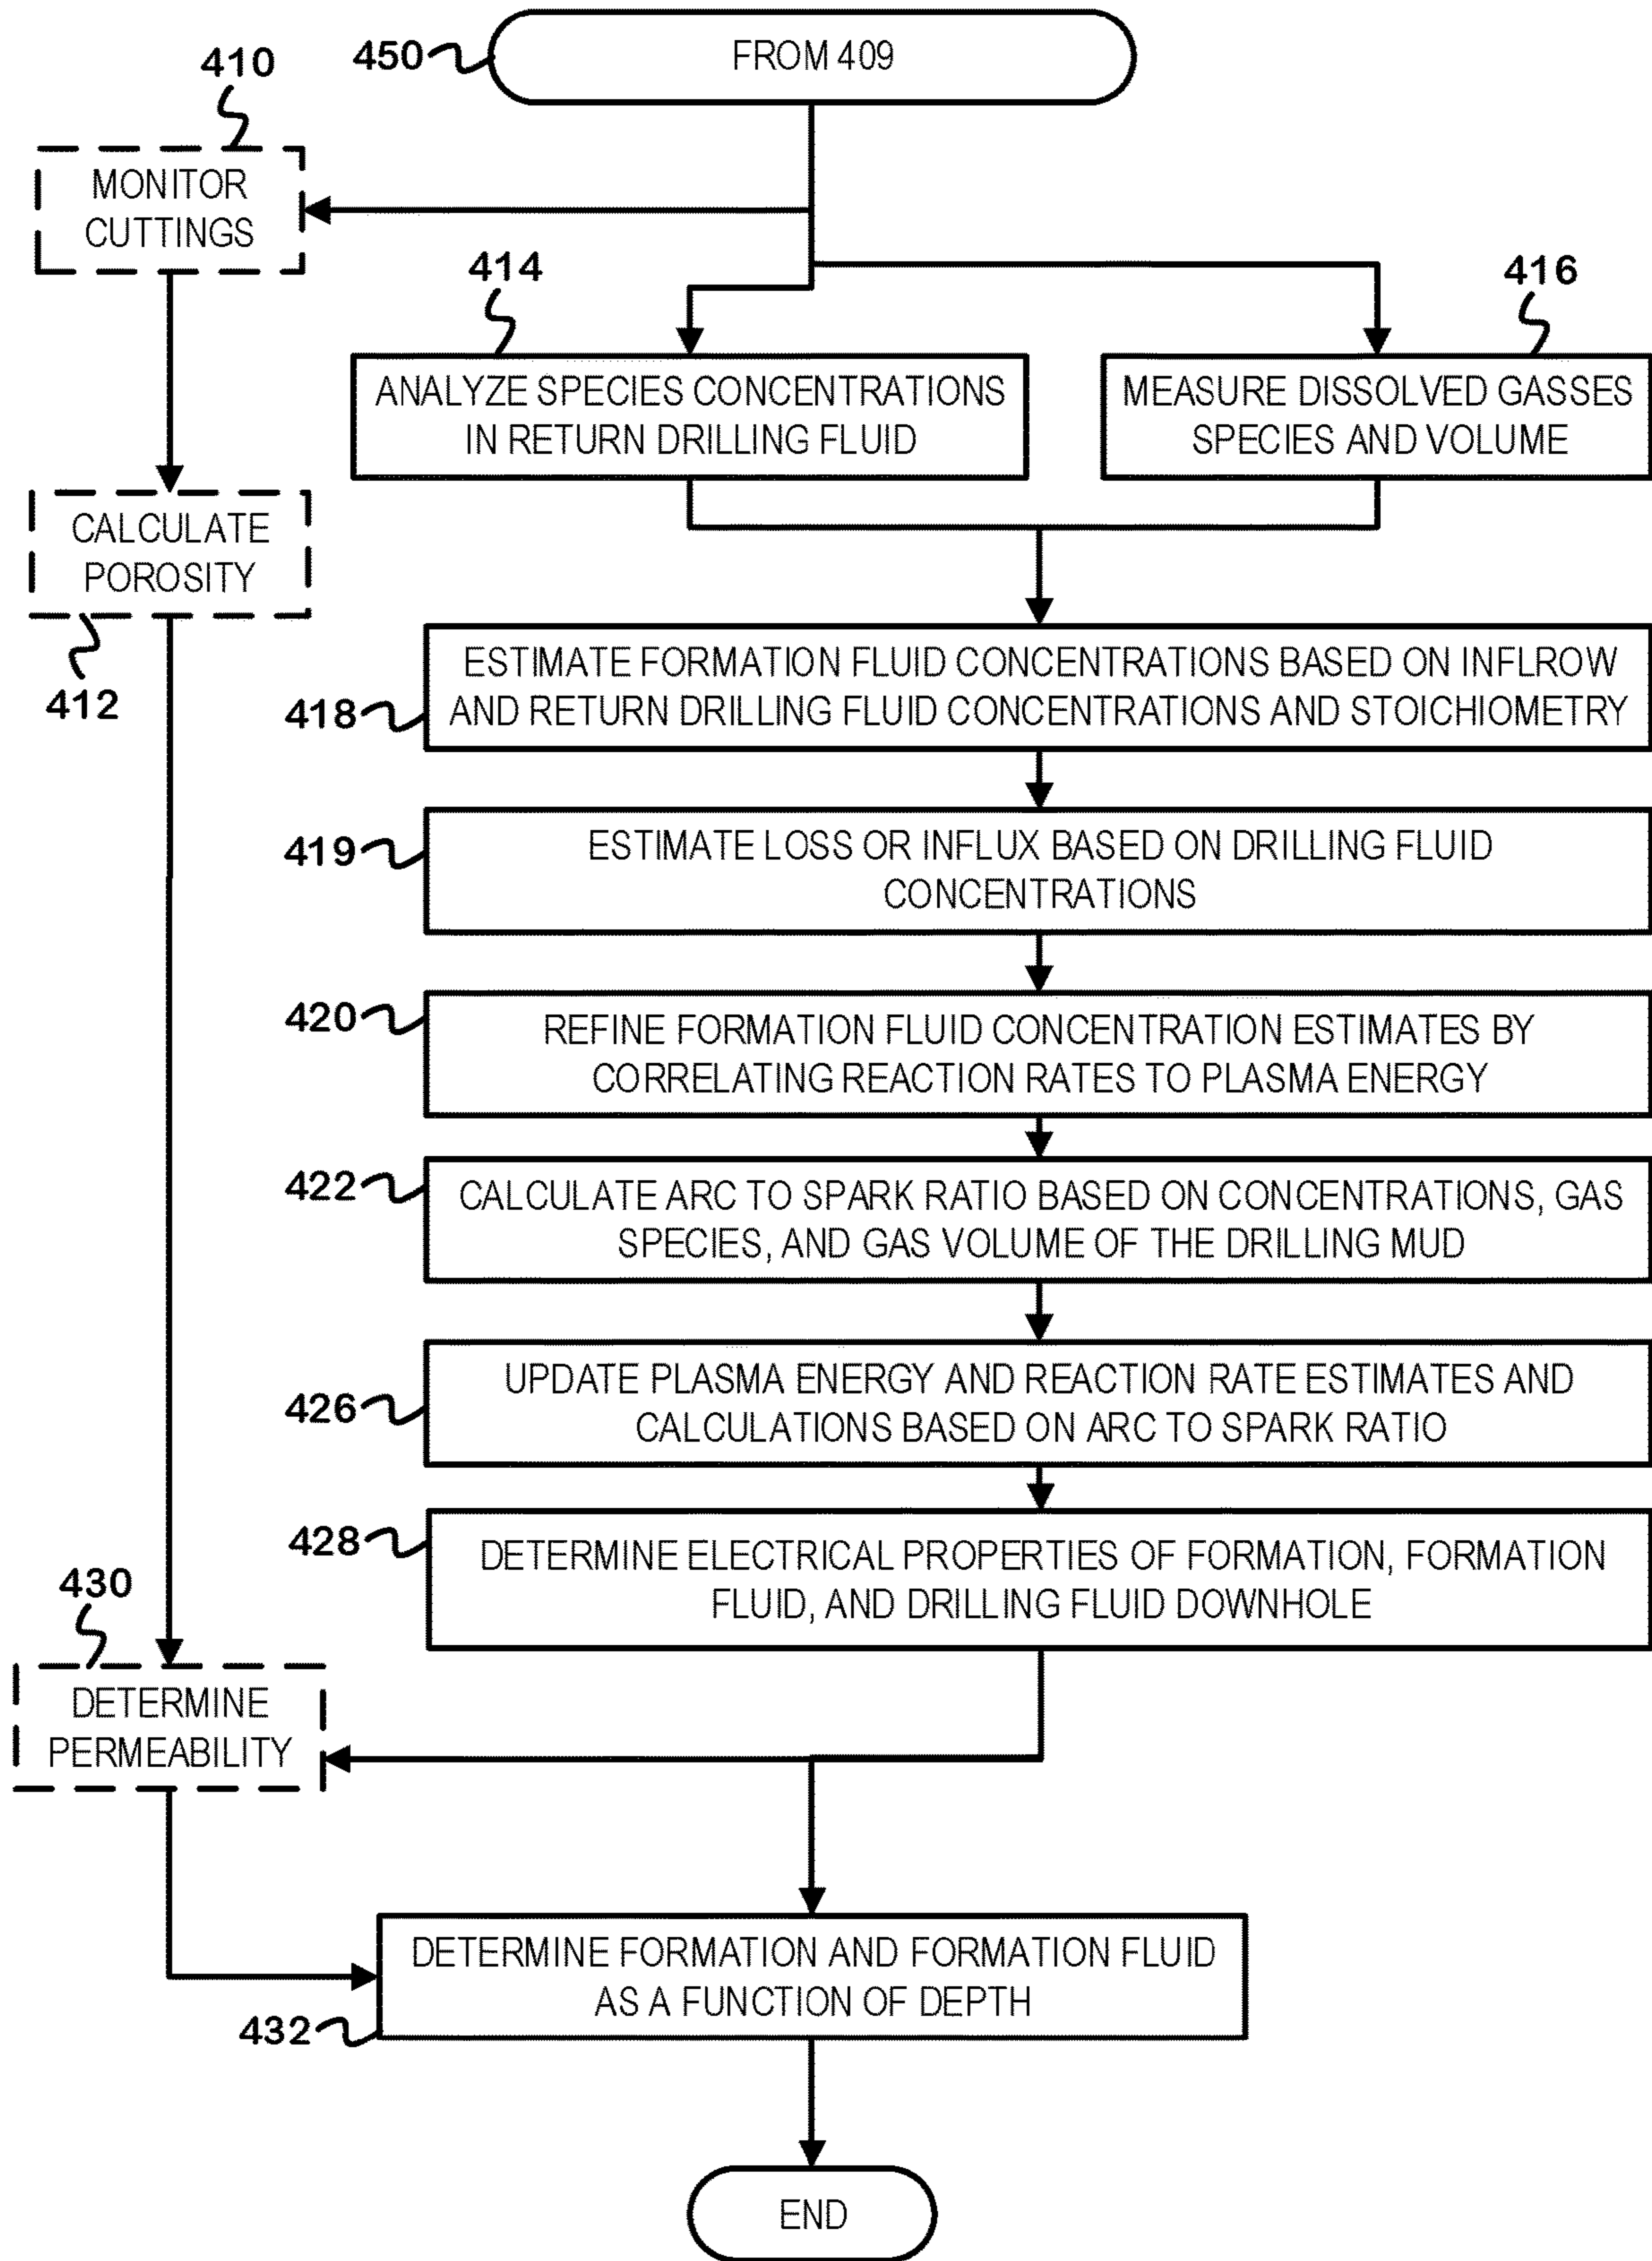 450
FROM 409
410
MONITOR
CUTTINGS
414
416
ANALYZE SPECIES CONCENTRATIONS
IN RETURN DRILLING FLUID
MEASURE DISSOLVED GASSES
SPECIES AND VOLUME
CALCULATE
POROSITY
412
418
ESTIMATE FORMATION FLUID CONCENTRATIONS BASED ON INFLROW
AND RETURN DRILLING FLUID CONCENTRATIONS AND STOICHIOMETRY
419
ESTIMATE LOSS OR INFLUX BASED ON DRILLING FLUID
CONCENTRATIONS
420
REFINE FORMATION FLUID CONCENTRATION ESTIMATES BY
CORRELATING REACTION RATES TO PLASMA ENERGY
422
CALCULATE ARC TO SPARK RATIO BASED ON CONCENTRATIONS, GAS
SPECIES, AND GAS VOLUME OF THE DRILLING MUD
426
UPDATE PLASMA ENERGY AND REACTION RATE ESTIMATES AND
CALCULATIONS BASED ON ARC TO SPARK RATIO
428
DETERMINE ELECTRICAL PROPERTIES OF FORMATION, FORMATION
FLUID, AND DRILLING FLUID DOWNHOLE
430
DETERMINE
PERMEABILITY
DETERMINE FORMATION AND FORMATION FLUID
AS A FUNCTION OF DEPTH
432
END